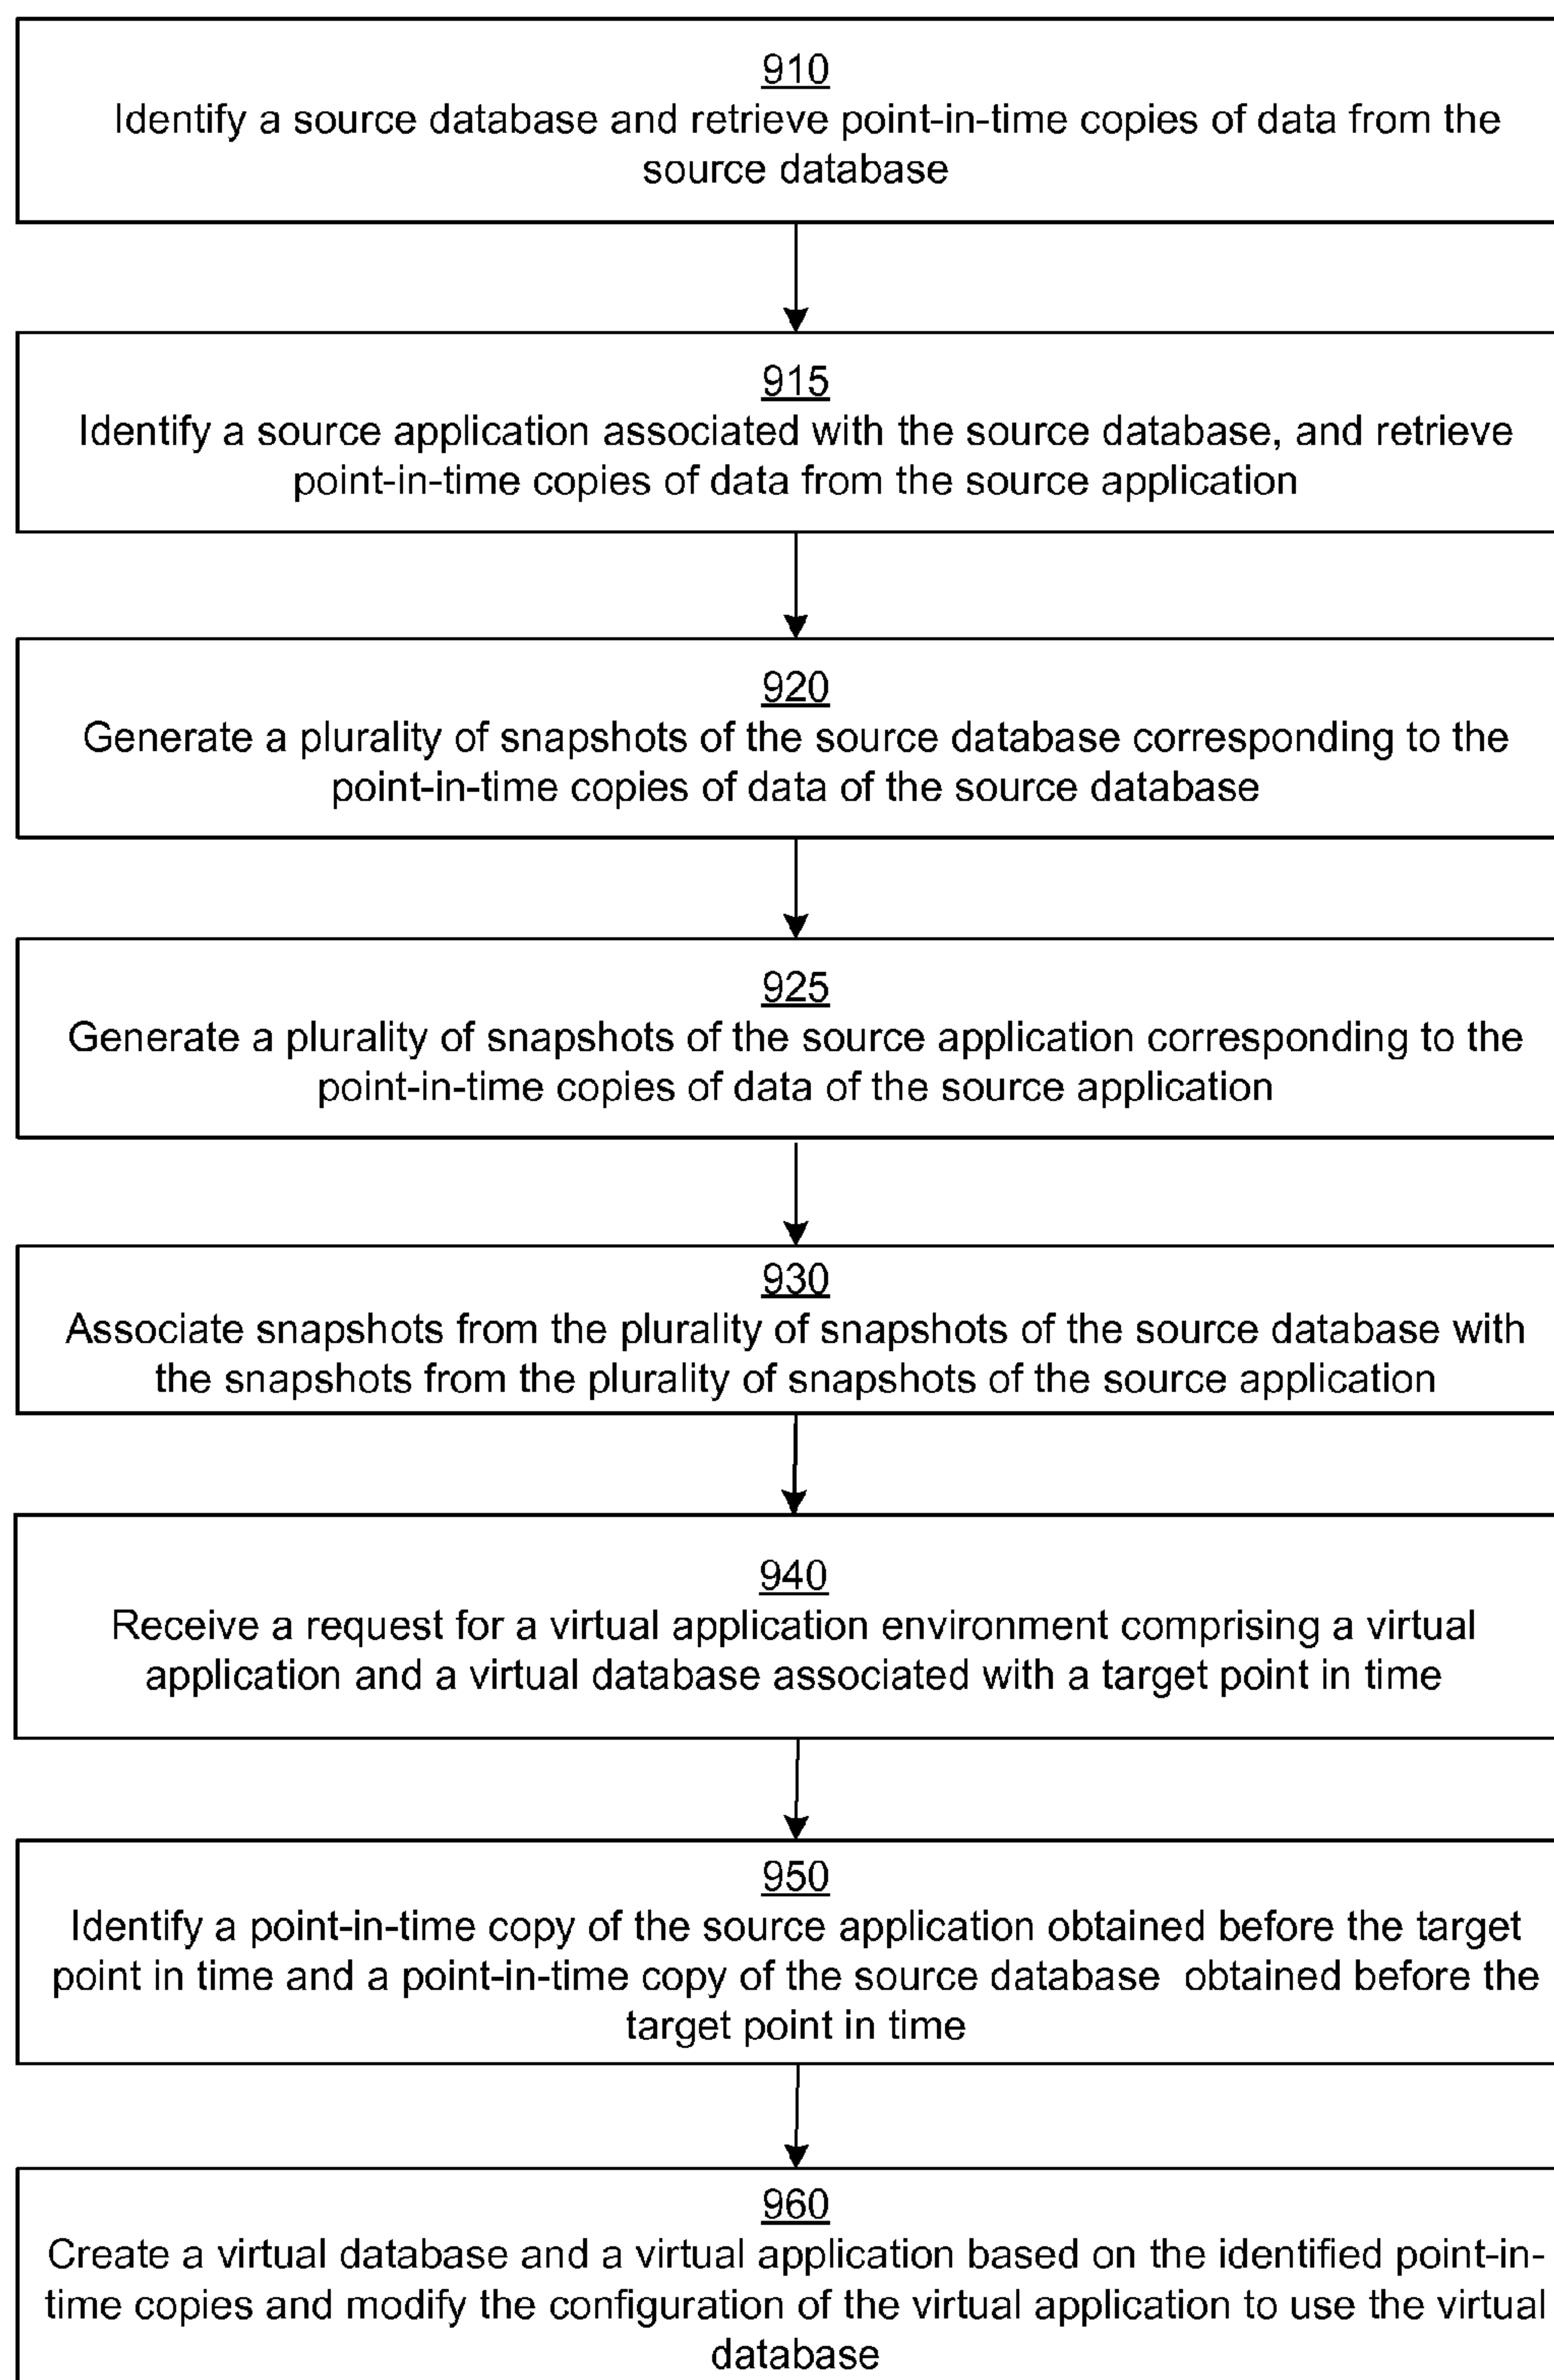 910
Identify a source database and retrieve point-in-time copies of data from the
source database
915
Identify a source application associated with the source database, and retrieve
point-in-time copies of data from the source application
920
Generate a plurality of snapshots of the source database corresponding to the
point-in-time copies of data of the source database
925
Generate a plurality of snapshots of the source application corresponding to the
point-in-time copies of data of the source application
930
Associate snapshots from the plurality of snapshots of the source database with
the snapshots from the plurality of snapshots of the source application
940
Receive a request for a virtual application environment comprising a virtual
application and a virtual database associated with a target point in time
950
Identify a point-in-time copy of the source application obtained before the target
point in time and a point-in-time copy of the source database obtained before the
target point in time
960
Create a virtual database and a virtual application based on the identified point-in-
time copies and modify the configuration of the virtual application to use the virtual
database